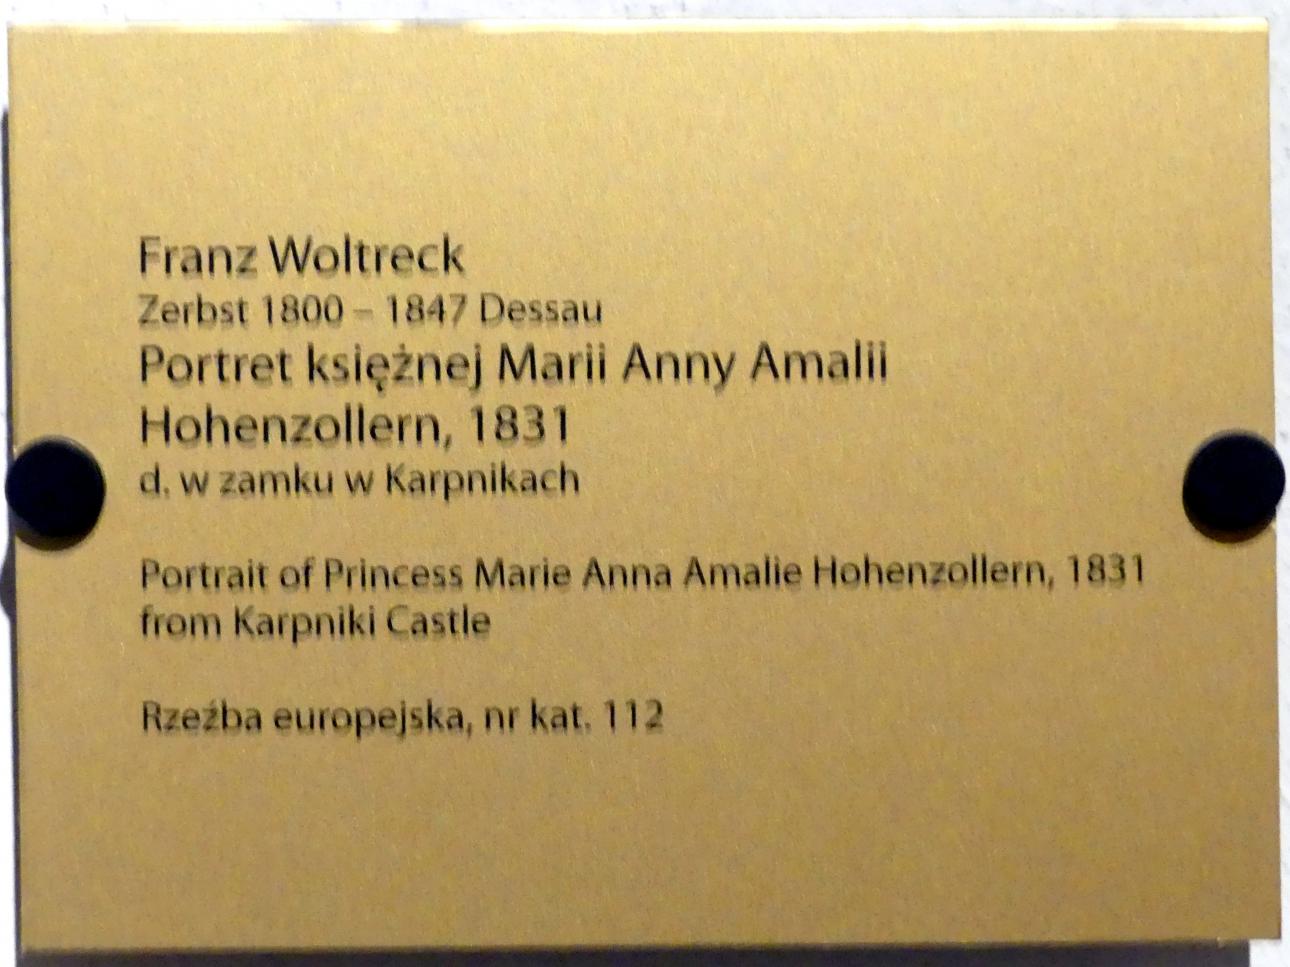 Franz Woltreck
Zerbst 1800 – 1847 Dessau
Portret księżnej Marii Anny Amalii
Hohenzollern, 1831
d. w zamku w Karpnikach
Portrait of Princess Marie Anna Amalie Hohenzollern, 1831
from Karpniki Castle
Rzeźba europejska, nr kat. 112